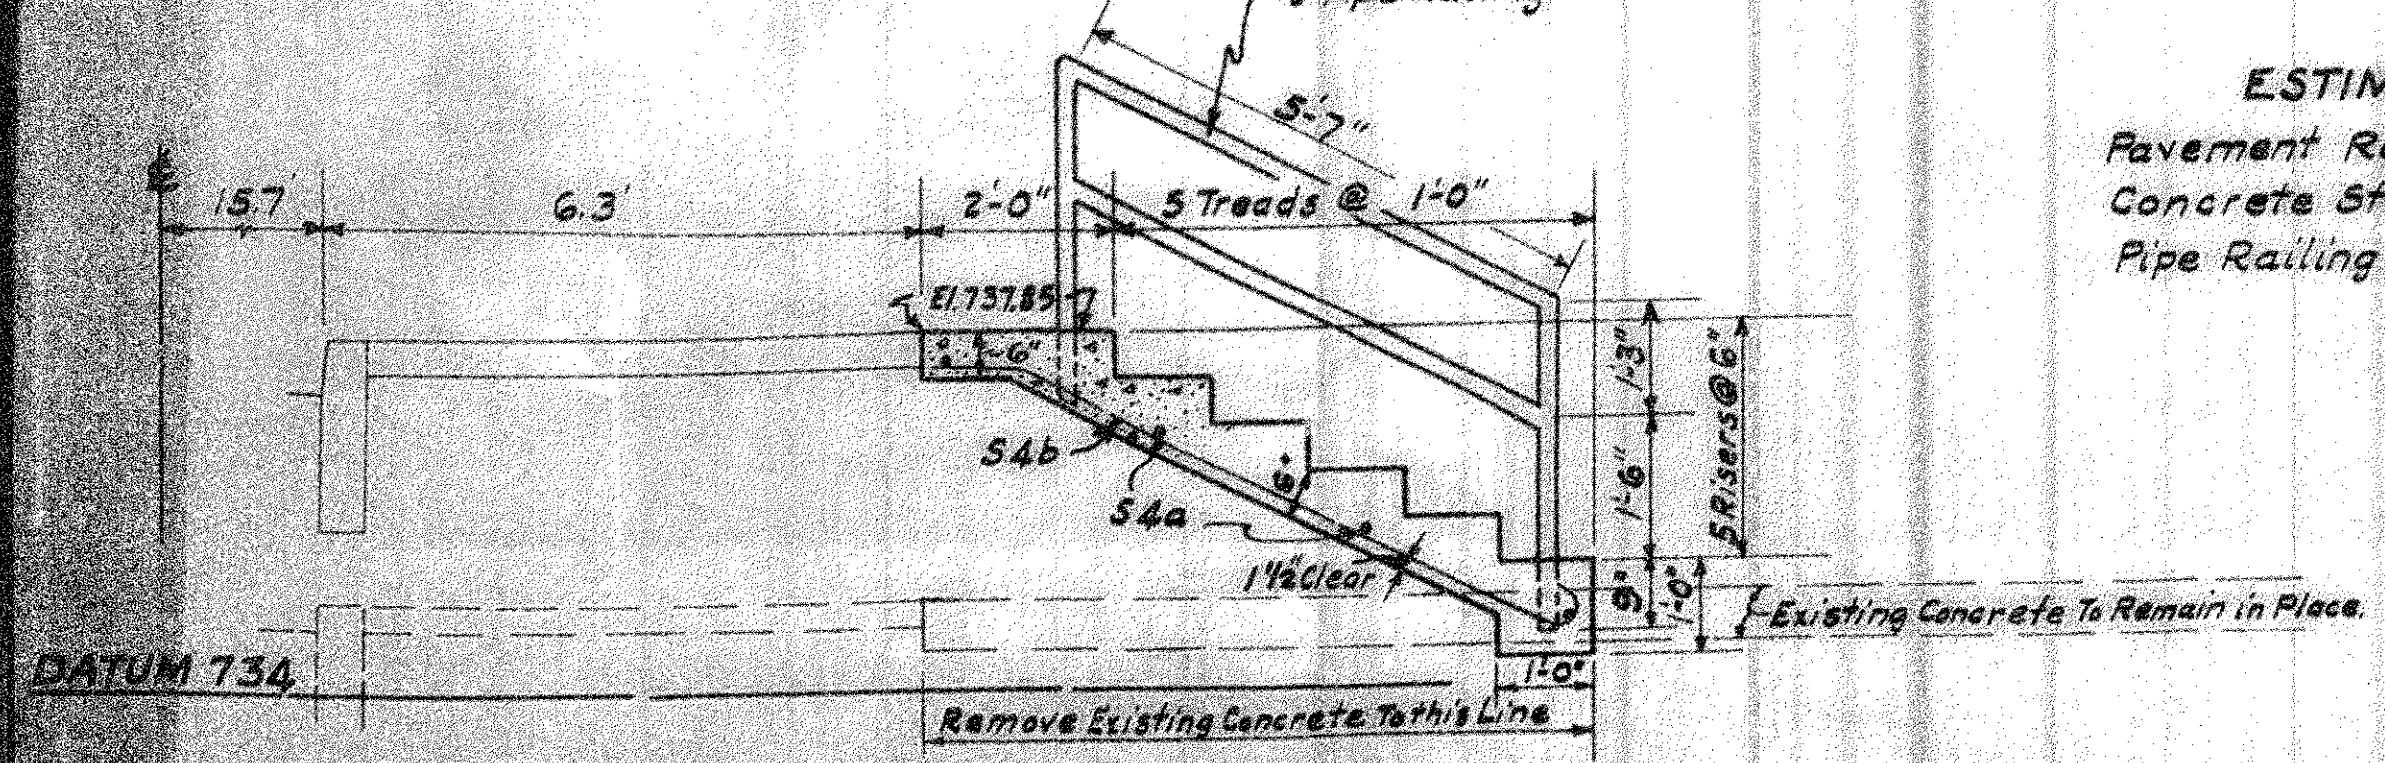 5'-7"
ESTIM
Pavement Re
Concrete St
Pipe Railing
℄
15.7'
6.3'
2'-0"
5 Treads @ 1'-0"
El. 737.85
6"
1'-3"
5 Risers @ 6"
S4b
S4a
1'-6"
1½" Clear
9"
1'-0"
Existing Concrete To Remain in Place.
DATUM 734
1'-0"
Remove Existing Concrete To this Line